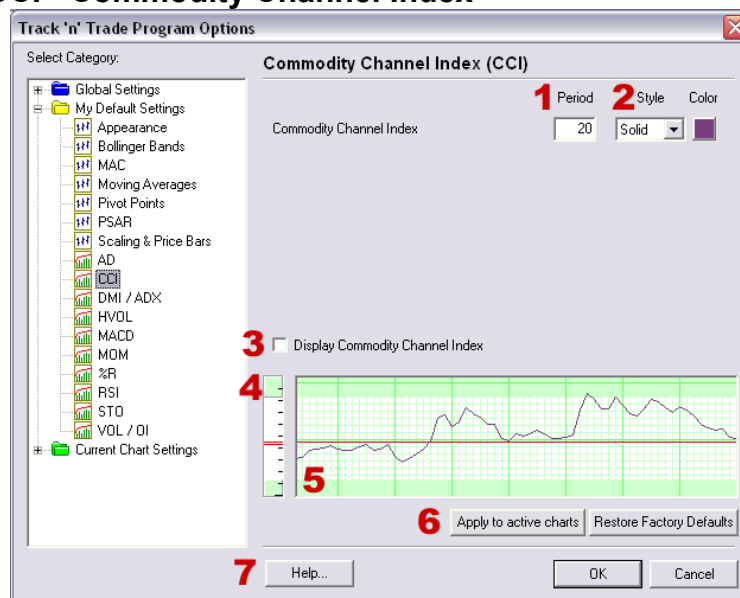 CCI - Commodity Channel Index
Track 'n' Trade Program Options
Select Category:
Global Settings
My Default Settings
Appearance
Bollinger Bands
MAC
Moving Averages
Pivot Points
PSAR
Scaling & Price Bars
AD
CCI
DMI / ADX
HVOL
MACD
MOM
%R
RSI
STO
VOL / OI
Current Chart Settings
Commodity Channel Index (CCI)
1 Period 2 Style Color
Commodity Channel Index 20 Solid
3 Display Commodity Channel Index
4
5
6 Apply to active charts Restore Factory Defaults
7 Help... OK Cancel